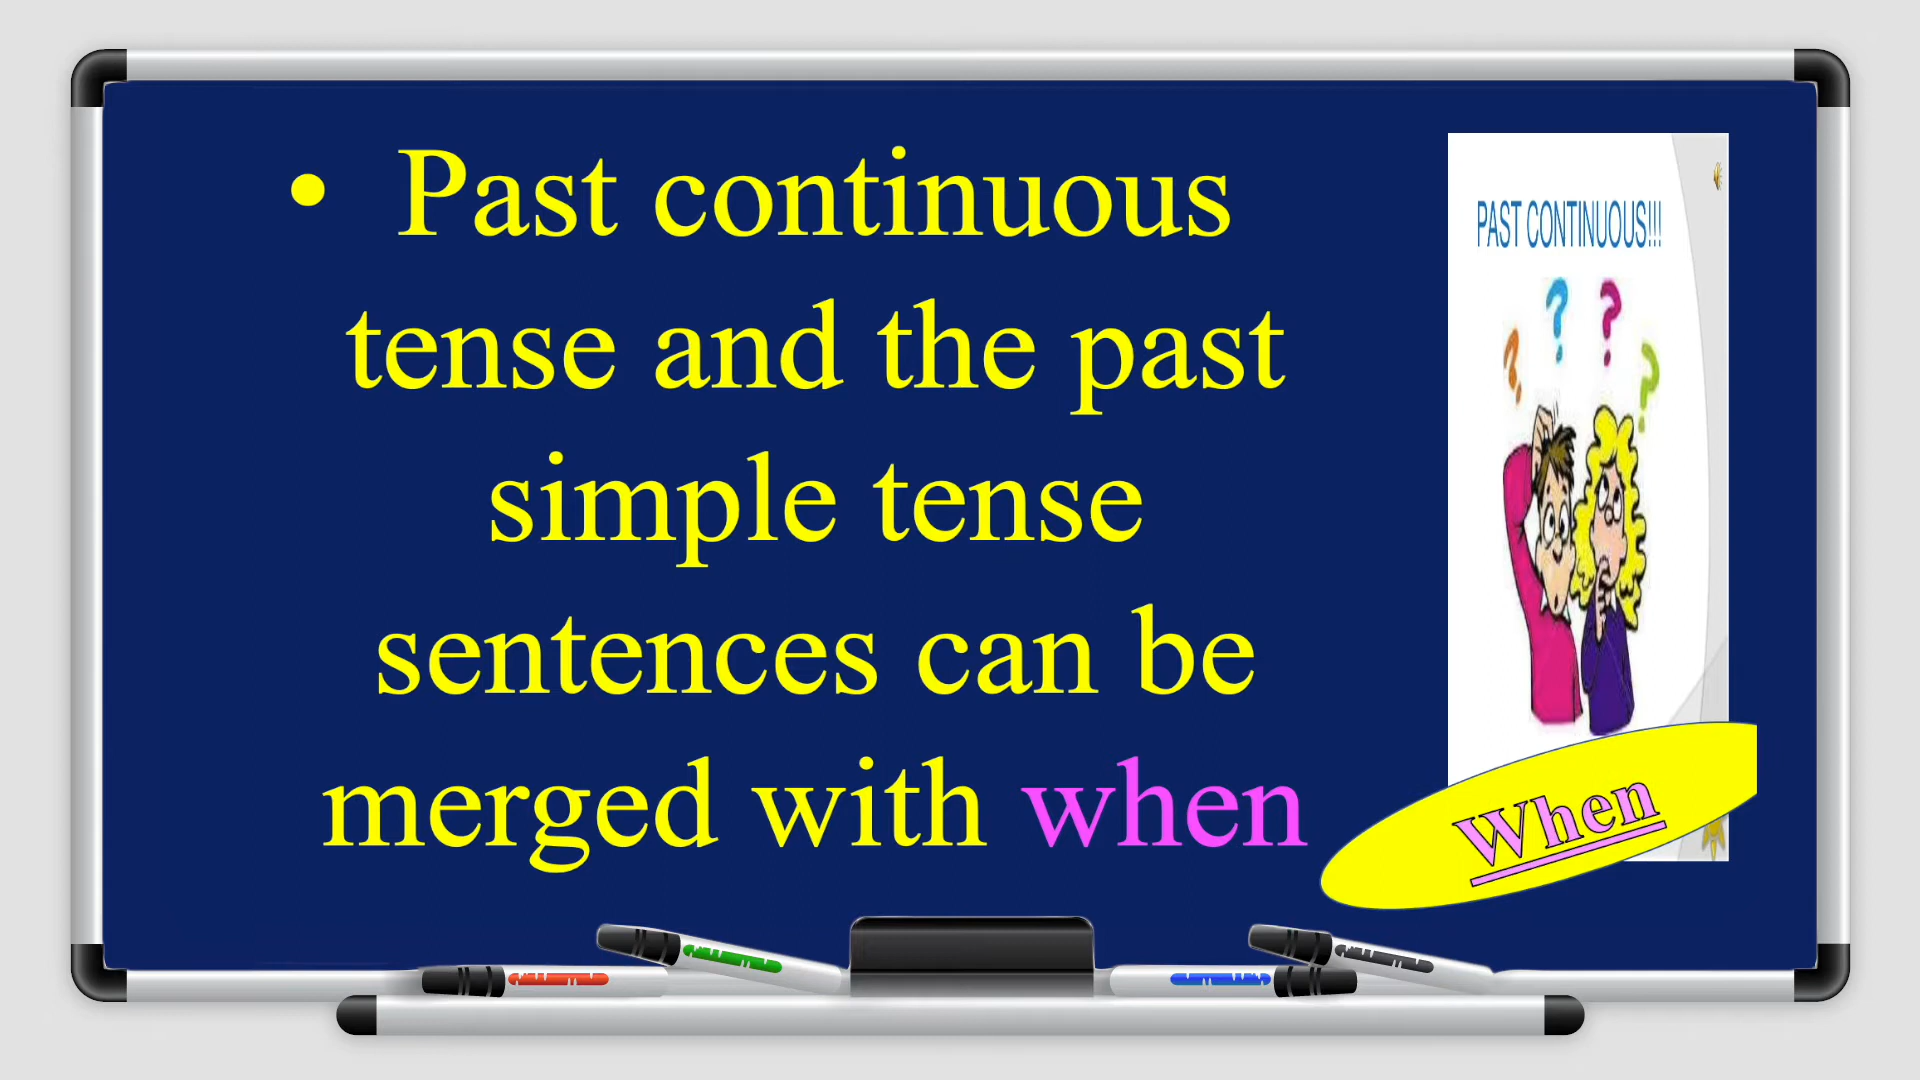 • Past continuous
tense and the past
simple tense
sentences can be
merged with when
PAST CONTINUOUS!!!
When